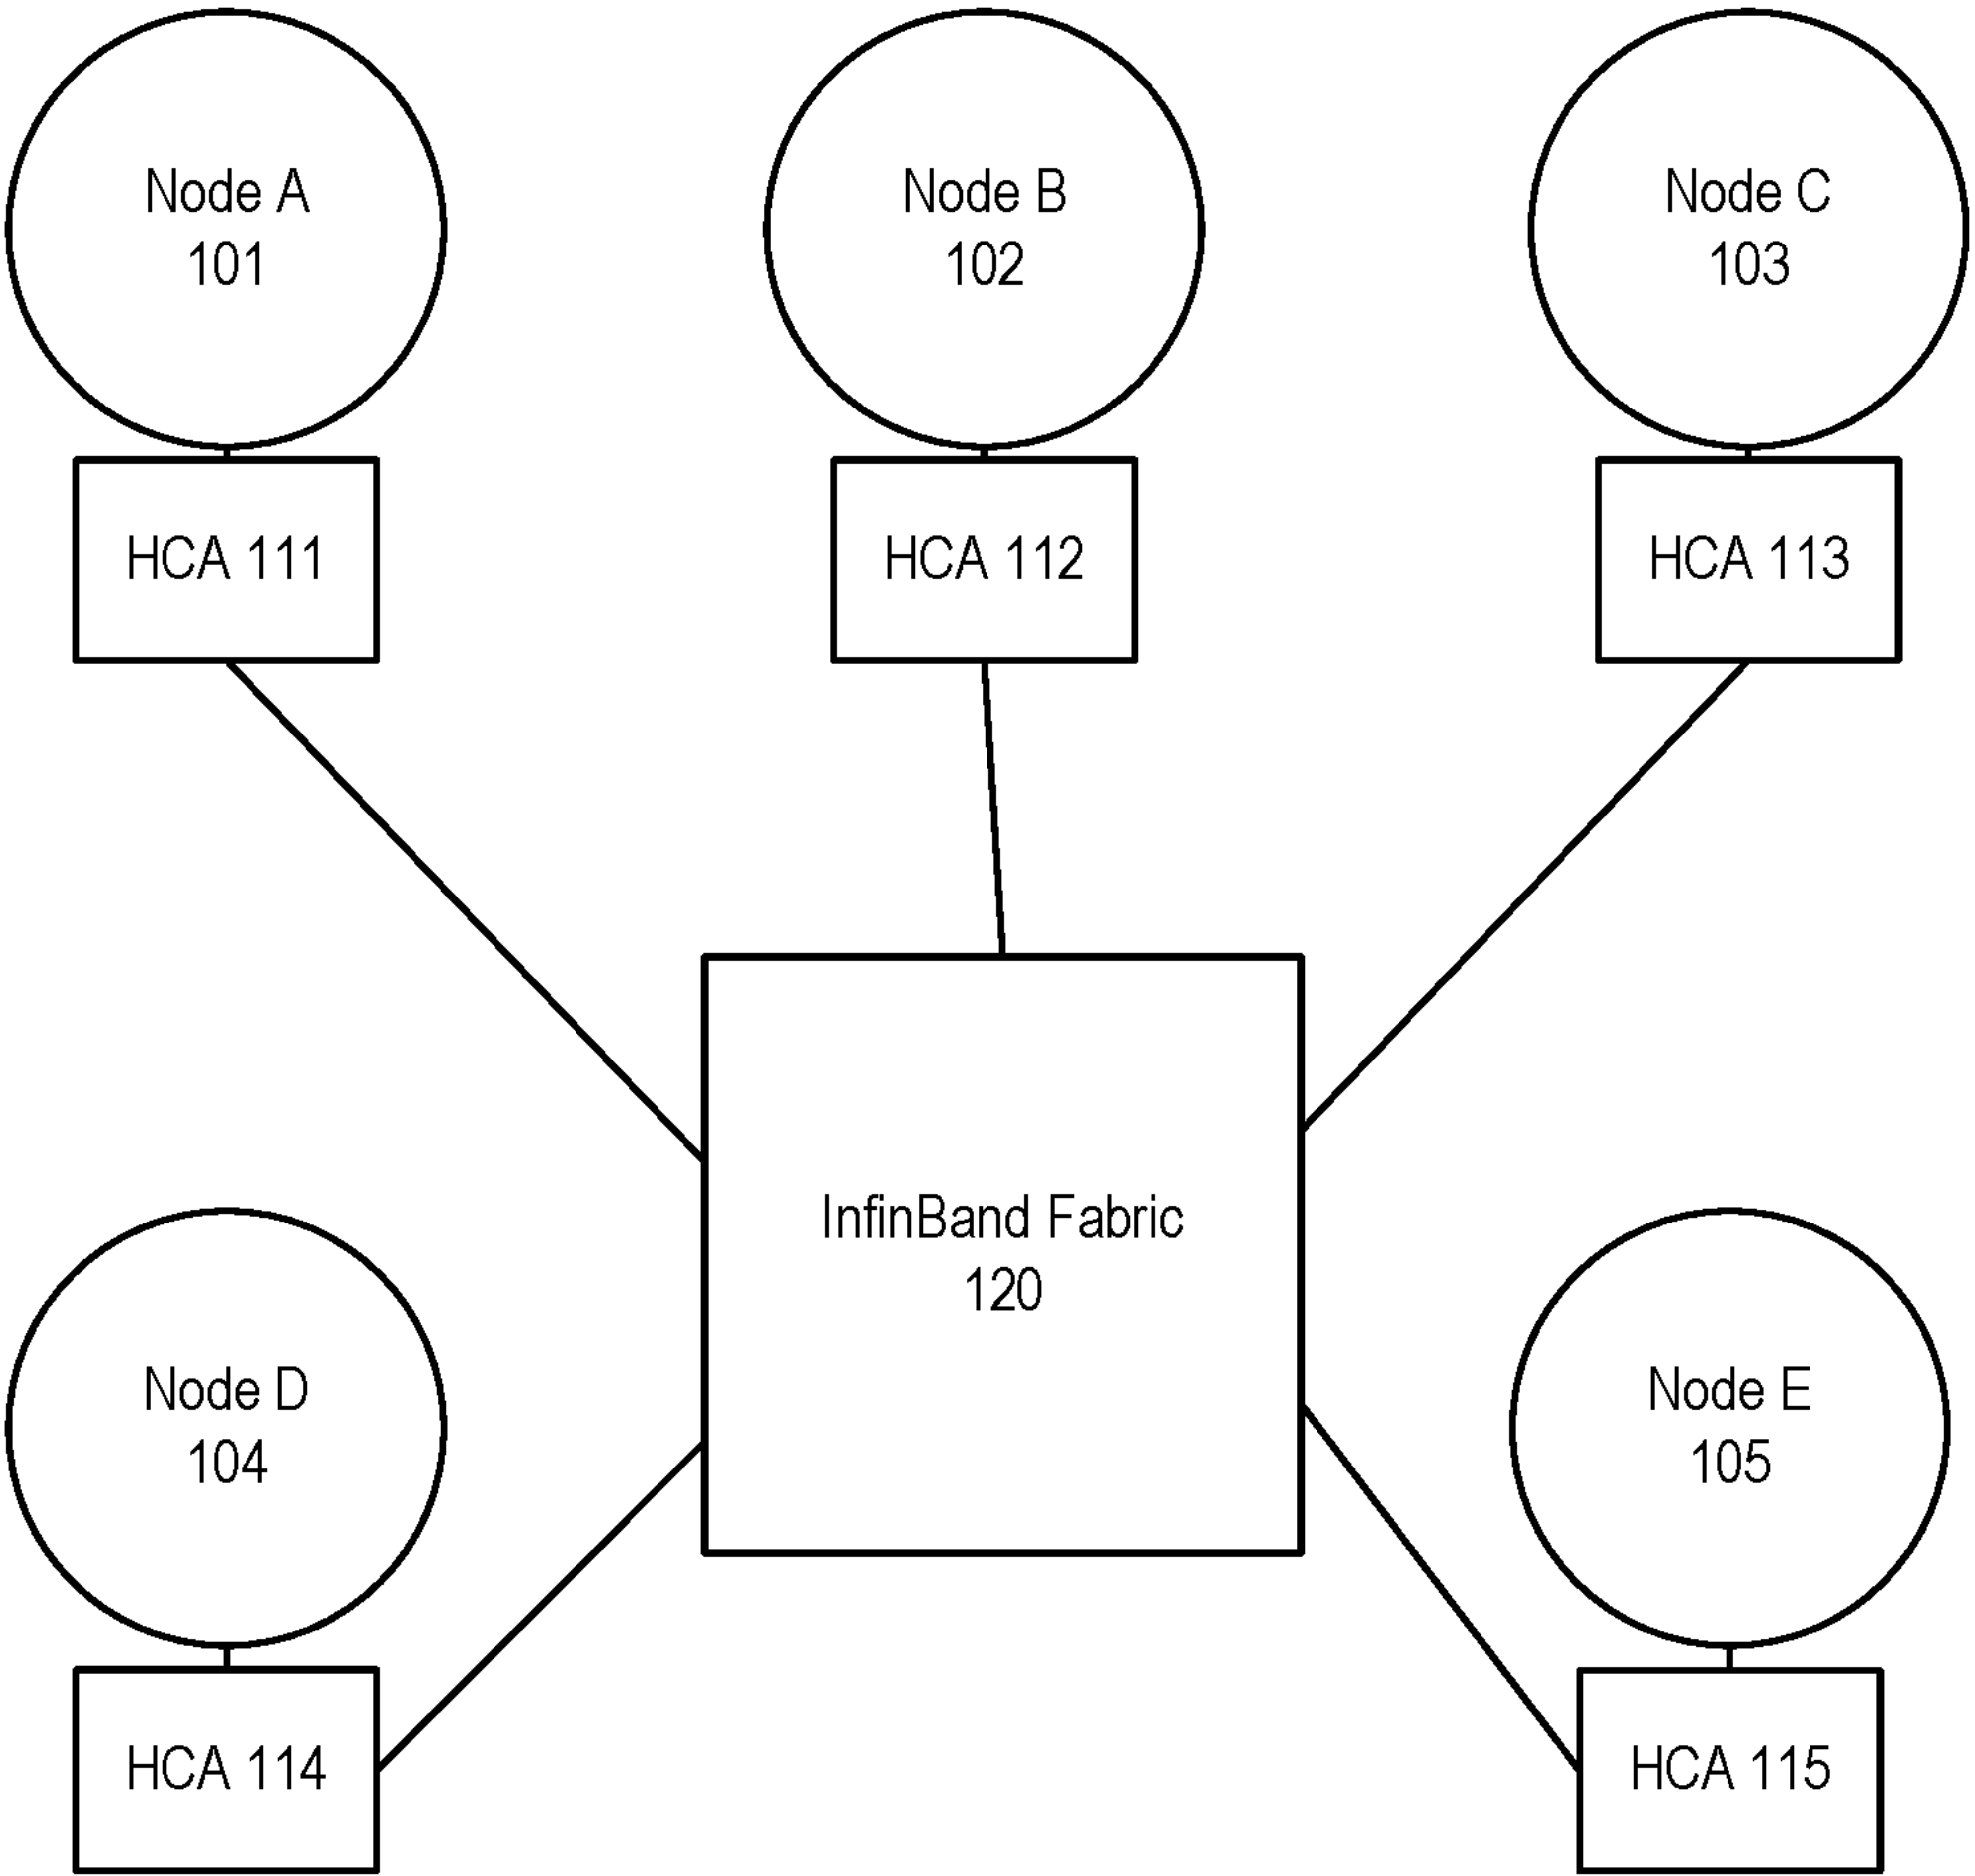 Node A
101
Node B
102
Node C
103
HCA 111
HCA 112
HCA 113
InfinBand Fabric
120
Node D
104
Node E
105
HCA 114
HCA 115